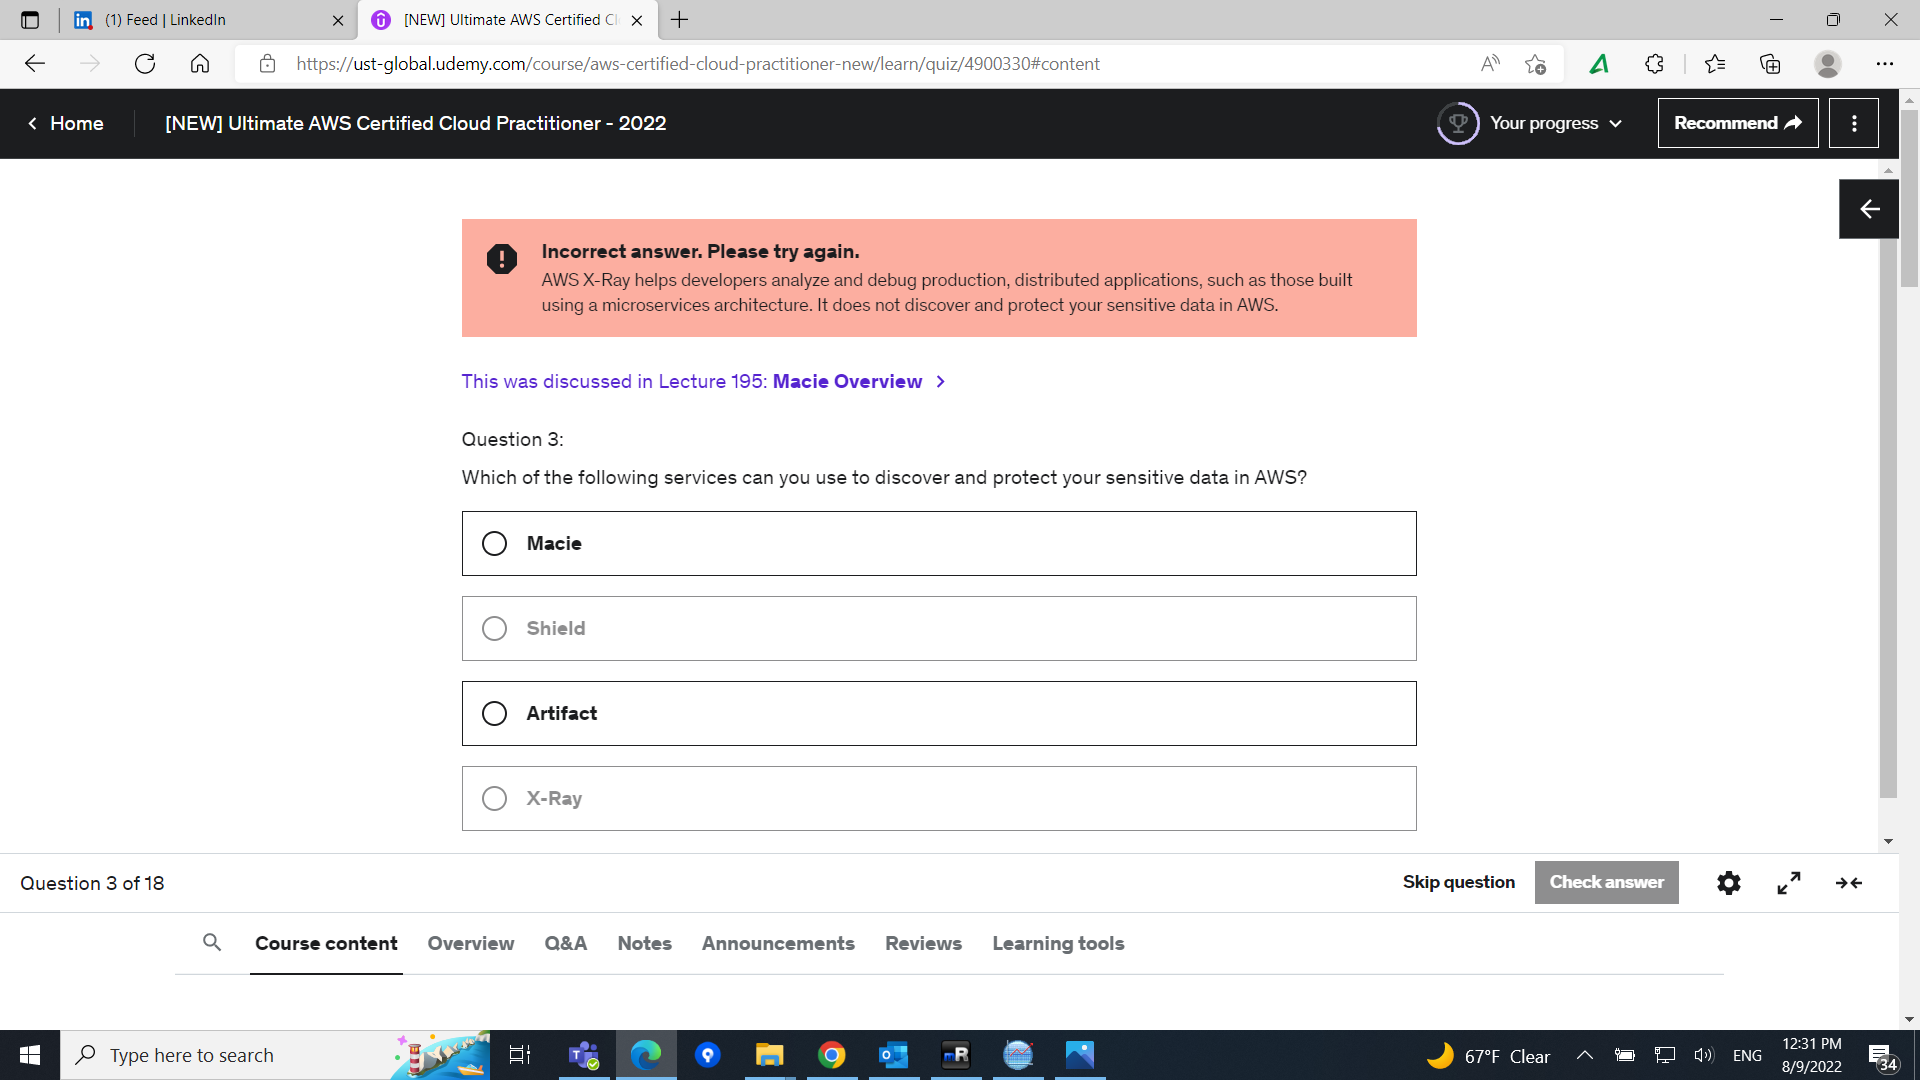 (1) Feed | LinkedIn
[NEW] Ultimate AWS Certified Cl
https://ust-global.udemy.com/course/aws-certified-cloud-practitioner-new/learn/quiz/4900330#content
Home
[NEW] Ultimate AWS Certified Cloud Practitioner - 2022
Your progress
Recommend
Incorrect answer. Please try again.
AWS X-Ray helps developers analyze and debug production, distributed applications, such as those built
using a microservices architecture. It does not discover and protect your sensitive data in AWS.
This was discussed in Lecture 195: Macie Overview
Question 3:
Which of the following services can you use to discover and protect your sensitive data in AWS?
Macie
Shield
Artifact
X-Ray
Question 3 of 18
Skip question
Check answer
Course content
Overview
Q&A
Notes
Announcements
Reviews
Learning tools
Type here to search
67°F Clear
ENG
12:31 PM
8/9/2022
34